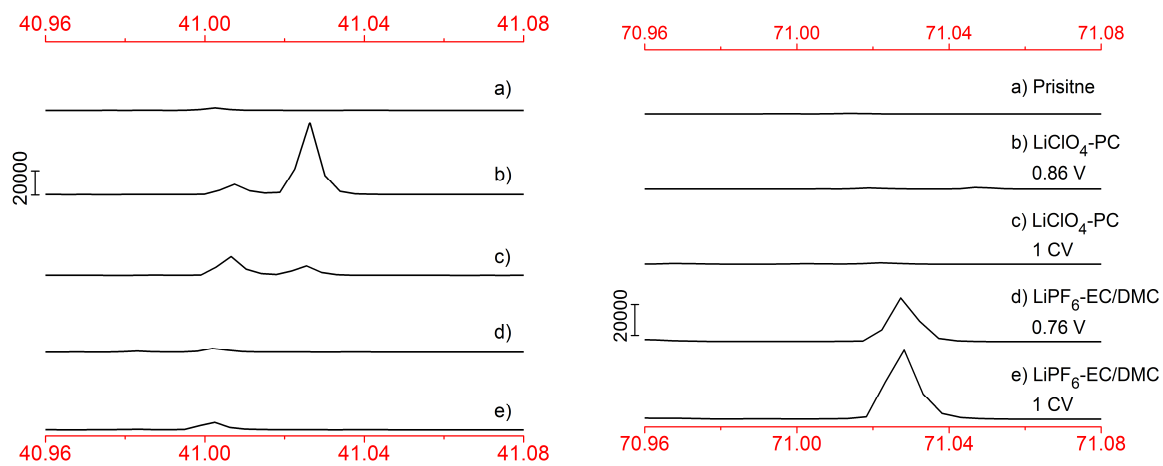 40.96 41.00 41.04 41.08
a)
b)
20000
c)
d)
e)
40.96 41.00 41.04 41.08
70.96 71.00 71.04 71.08
a) Prisitne
b) LiClO4-PC
0.86 V
c) LiClO4-PC
1 CV
d) LiPF6-EC/DMC
0.76 V
20000
e) LiPF6-EC/DMC
1 CV
70.96 71.00 71.04 71.08